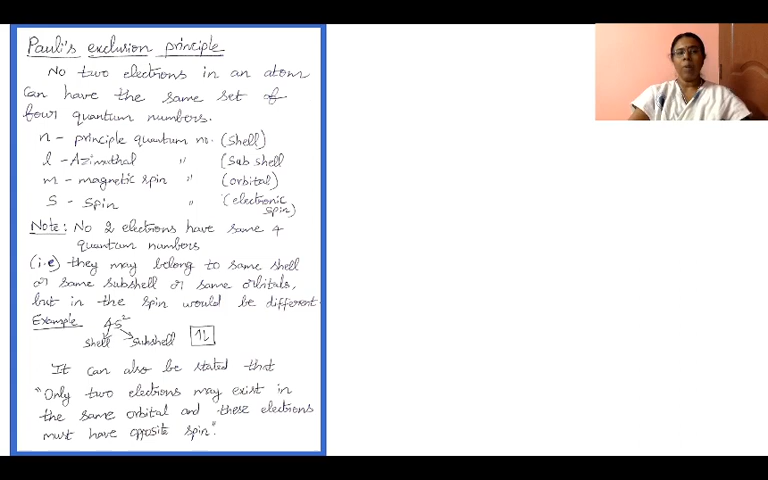 Pauli's exclusion principle
No two electrons in an atom
can have the same set of
four quantum numbers.
n - principle quantum no. (shell)
l - Azimuthal " (sub shell
m - magnetic spin " (orbital)
s - spin " (electronic
spin)
Note: No 2 electrons have same 4
quantum numbers
(i.e) they may belong to same shell
or same subshell or same orbitals,
but in the spin would be different.
Example 4s²
shell subshell ↑↓
It can also be stated that
"Only two electrons may exist in
the same orbital and these electrons
must have opposite spin".